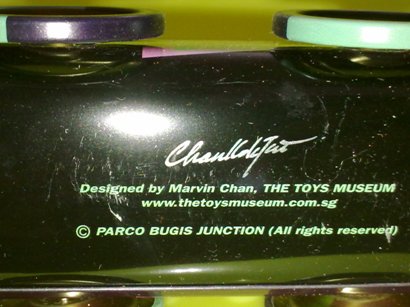 Designed by Marvin Chan, THE TOYS MUSEUM
www.thetoysmuseum.com.sg
© PARCO BUGIS JUNCTION (All rights reserved)